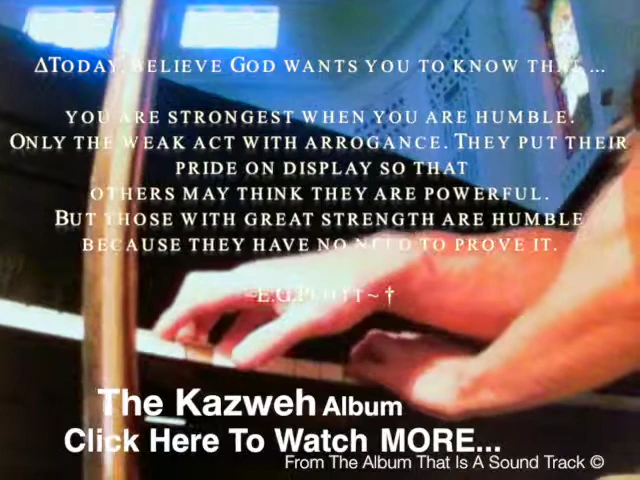 ∆TODAY, BELIEVE GOD WANTS YOU TO KNOW THAT ...
YOU ARE STRONGEST WHEN YOU ARE HUMBLE.
ONLY THE WEAK ACT WITH ARROGANCE. THEY PUT THEIR
PRIDE ON DISPLAY SO THAT
OTHERS MAY THINK THEY ARE POWERFUL.
BUT THOSE WITH GREAT STRENGTH ARE HUMBLE
BECAUSE THEY HAVE NO NEED TO PROVE IT.
~ †
The Kazweh Album
Click Here To Watch MORE...
From The Album That Is A Sound Track ©